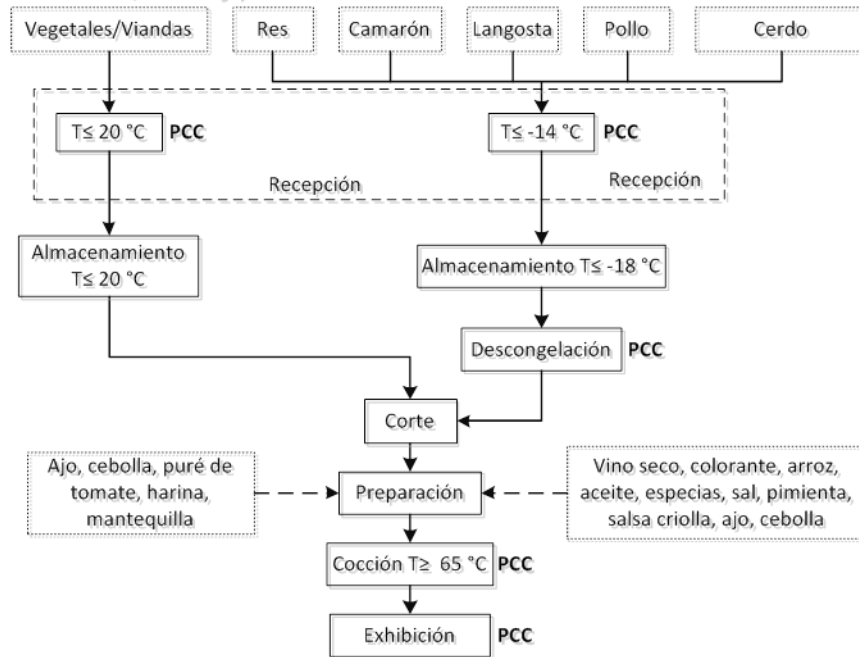 Vegetales/Viandas
Res
Camarón
Langosta
Pollo
Cerdo
T≤ 20 °C
PCC
T≤ -14 °C
PCC
Recepción
Recepción
Almacenamiento
T≤ 20 °C
Almacenamiento T≤ -18 °C
Descongelación
PCC
Corte
Ajo, cebolla, puré de
tomate, harina,
mantequilla
Preparación
Vino seco, colorante, arroz,
aceite, especias, sal, pimienta,
salsa criolla, ajo, cebolla
Cocción T≥ 65 °C
PCC
Exhibición
PCC